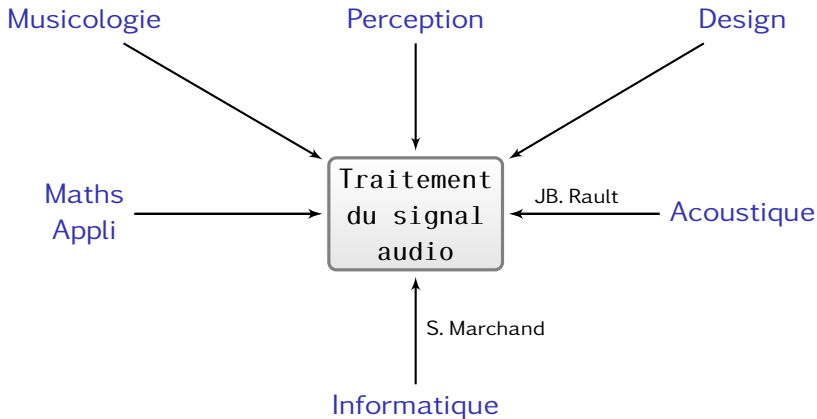 Musicologie
Perception
Design
Maths
Appli
Traitement
du signal
audio
JB. Rault
Acoustique
S. Marchand
Informatique